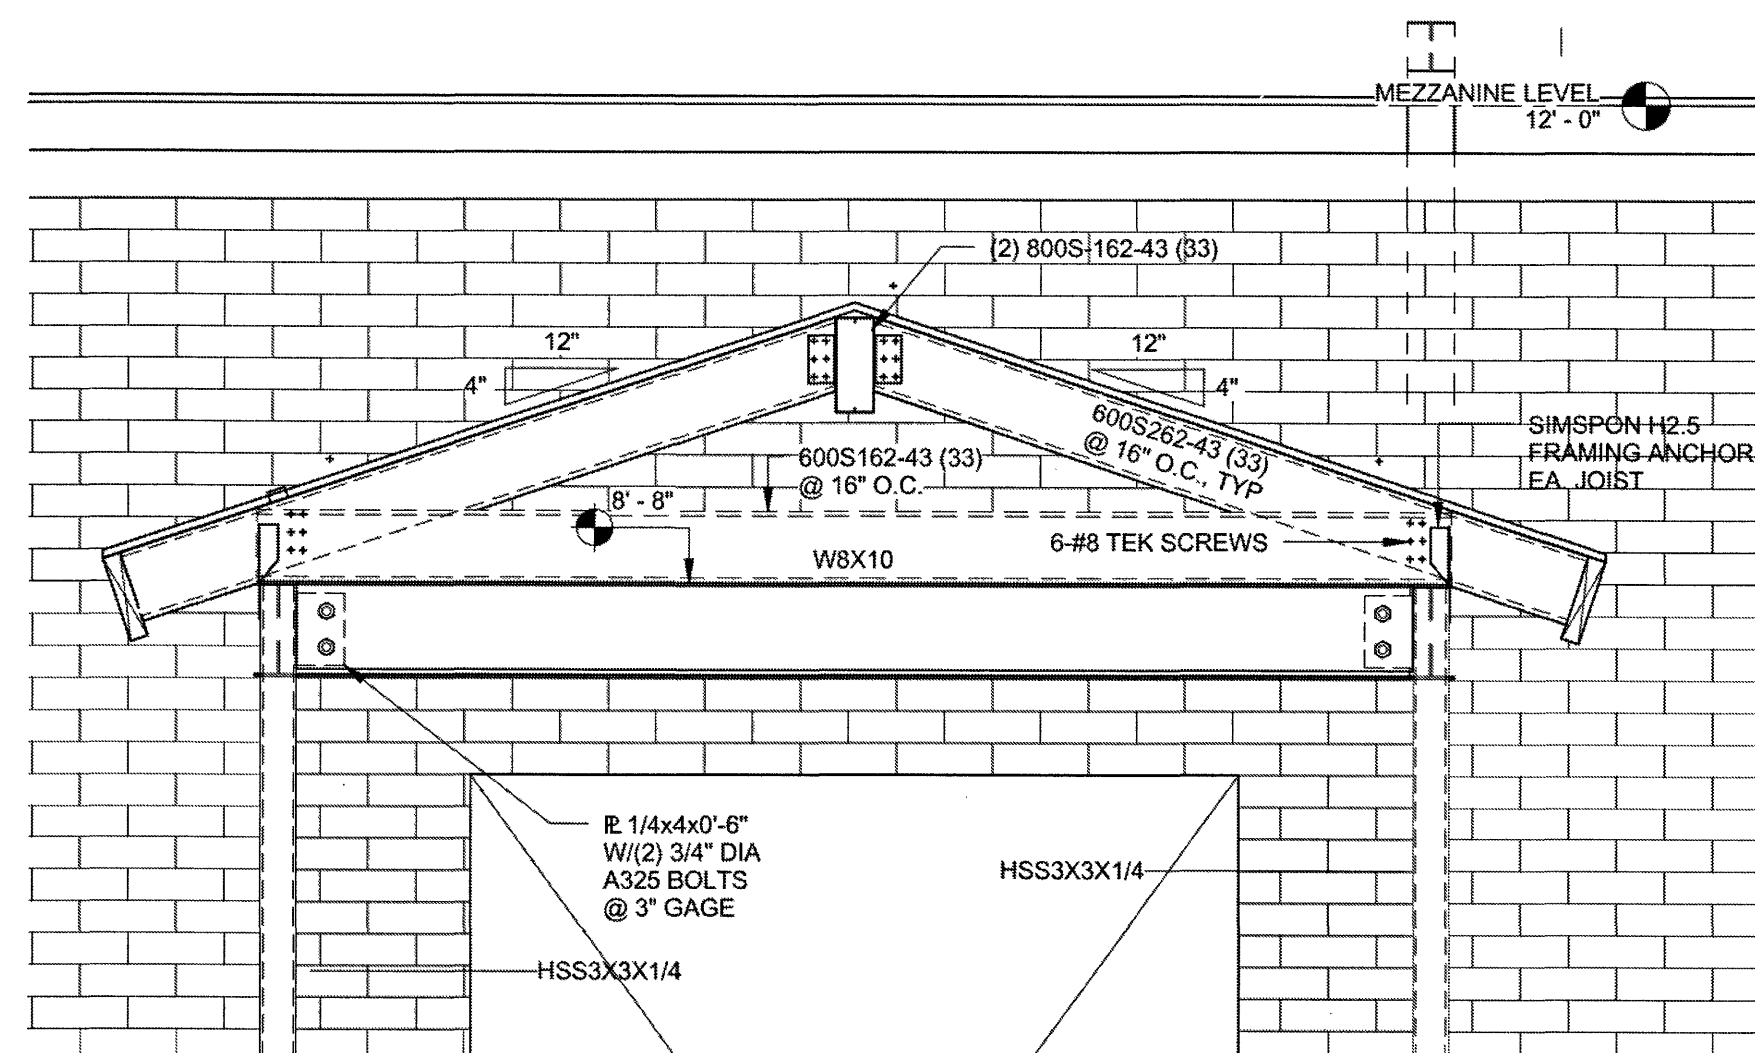 MEZZANINE LEVEL
12' - 0"
(2) 800S-162-43 (33)
12"
4"
12"
4"
600S262-43 (33)
@ 16" O.C., TYP
SIMSPON H2.5
FRAMING ANCHOR
EA. JOIST
600S162-43 (33)
@ 16" O.C.
8' - 8"
6-#8 TEK SCREWS
W8X10
PL 1/4x4x0'-6"
W/(2) 3/4" DIA
A325 BOLTS
@ 3" GAGE
HSS3X3X1/4
HSS3X3X1/4